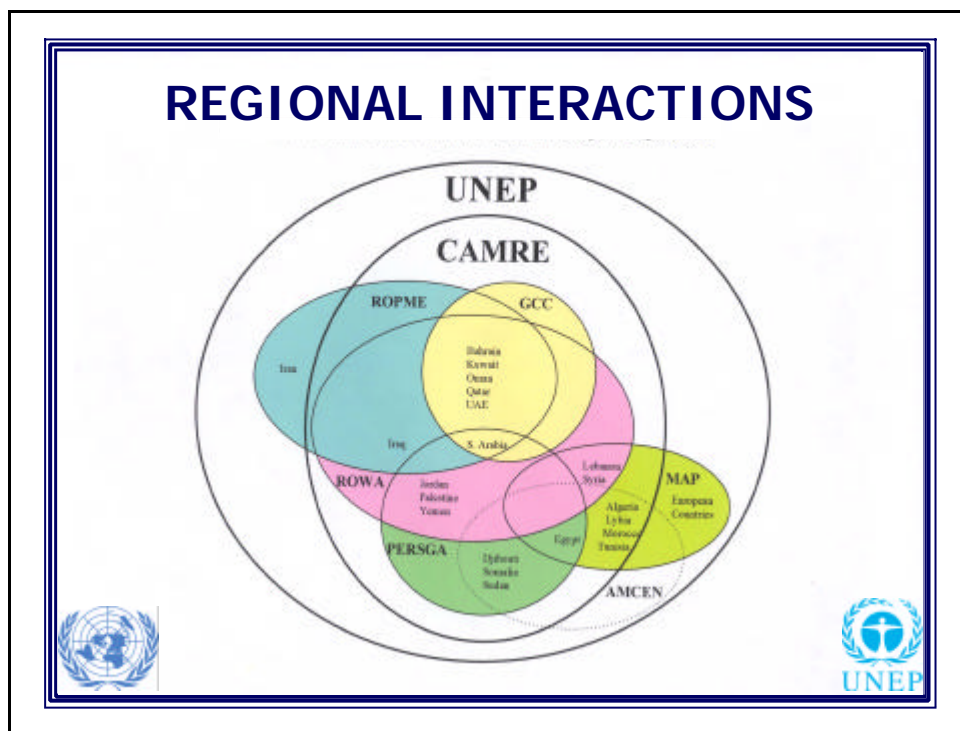 REGIONAL INTERACTIONS
UNEP
CAMRE
ROPME
GCC
Bahrain
Kuwait
Oman
Qatar
UAE
Iran
Iraq
S. Arabia
ROWA
Jordan
Palestine
Yemen
Lebanon
Syria
MAP
European
Countries
Algeria
Lybia
Morocco
Tunisia
Egypt
PERSGA
Djibouti
Somalia
Sudan
AMCEN
UNEP